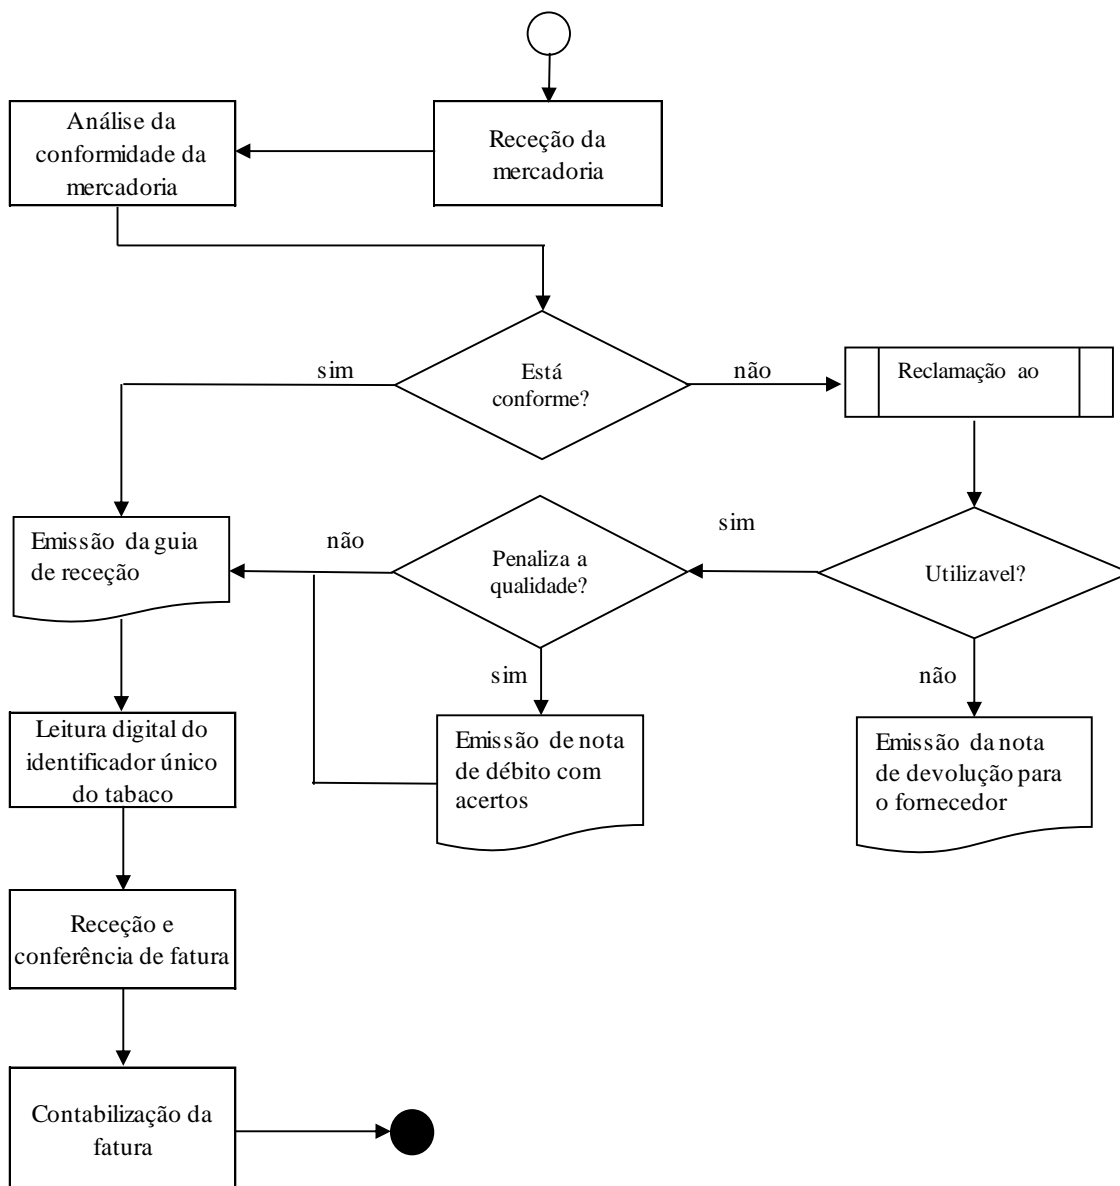 Análise da
conformidade da
mercadoria
Receção da
mercadoria
sim
Está
conforme?
não
Reclamação ao
Emissão da guia
de receção
não
Penaliza a
qualidade?
sim
Utilizavel?
sim
não
Leitura digital do
identificador único
do tabaco
Emissão de nota
de débito com
acertos
Emissão da nota
de devolução para
o fornecedor
Receção e
conferência de fatura
Contabilização da
fatura